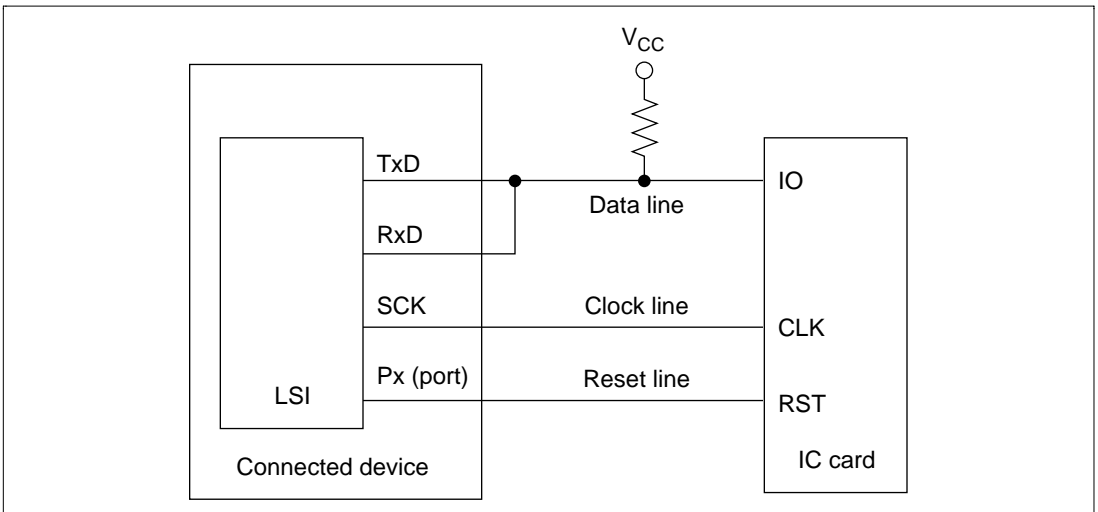 VCC
TxD
IO
Data line
RxD
SCK
Clock line
CLK
Px (port)
Reset line
LSI
RST
Connected device
IC card